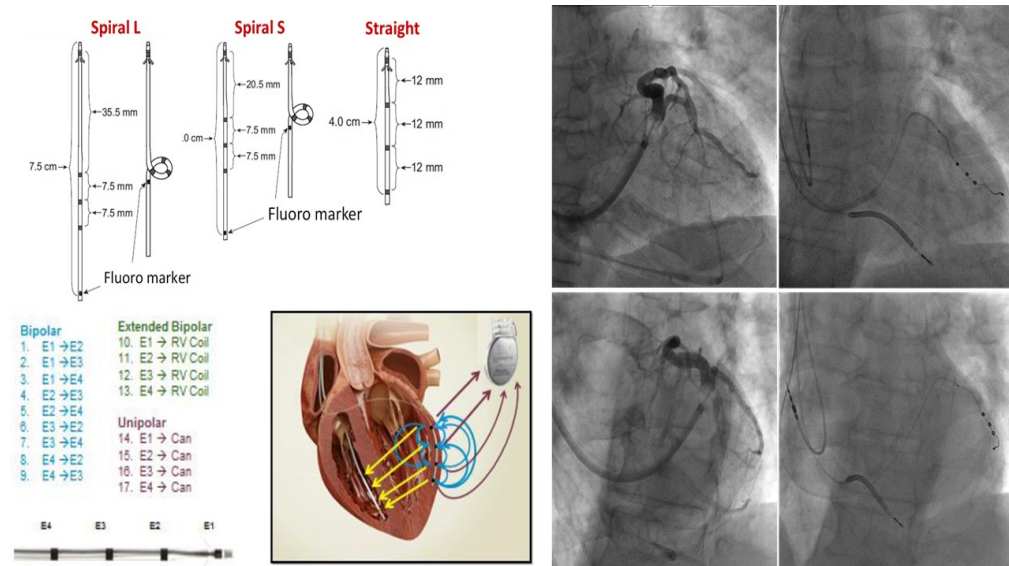 Spiral L
Spiral S
Straight
35.5 mm
7.5 cm
7.5 mm
7.5 mm
Fluoro marker
20.5 mm
.0 cm
7.5 mm
7.5 mm
Fluoro marker
12 mm
4.0 cm
12 mm
12 mm
Bipolar
1. E1 →E2
2. E1 →E3
3. E1 →E4
4. E2 →E3
5. E2 →E4
6. E3 →E2
7. E3 →E4
8. E4 →E2
9. E4 →E3
Extended Bipolar
10. E1 → RV Coil
11. E2 → RV Coil
12. E3 → RV Coil
13. E4 → RV Coil
Unipolar
14. E1 → Can
15. E2 → Can
16. E3 → Can
17. E4 → Can
E4 E3 E2 E1